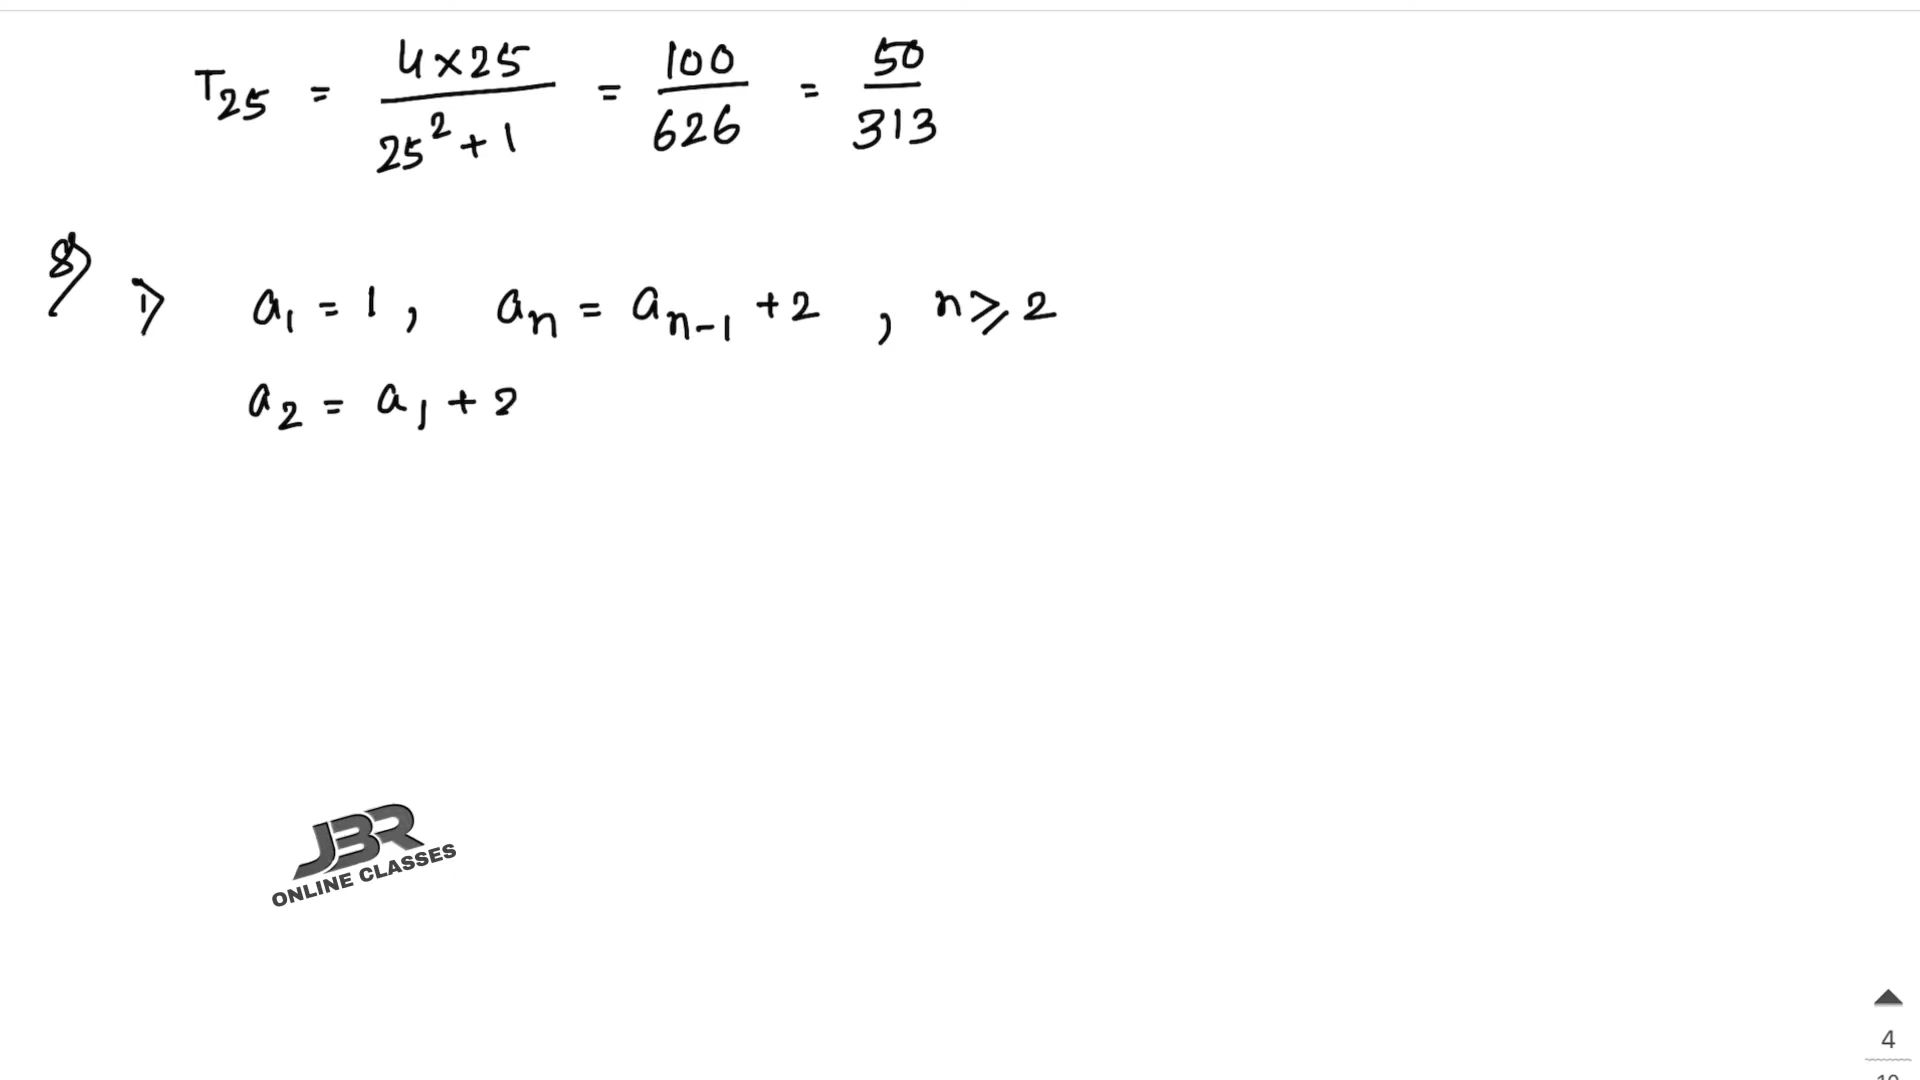 T₂₅ = 4×25 / 25² + 1 = 100 / 626 = 50 / 313
8) 1) a₁ = 1, aₙ = aₙ₋₁ + 2 , n ⩾ 2
a₂ = a₁ + 2
JBR
ONLINE CLASSES
4